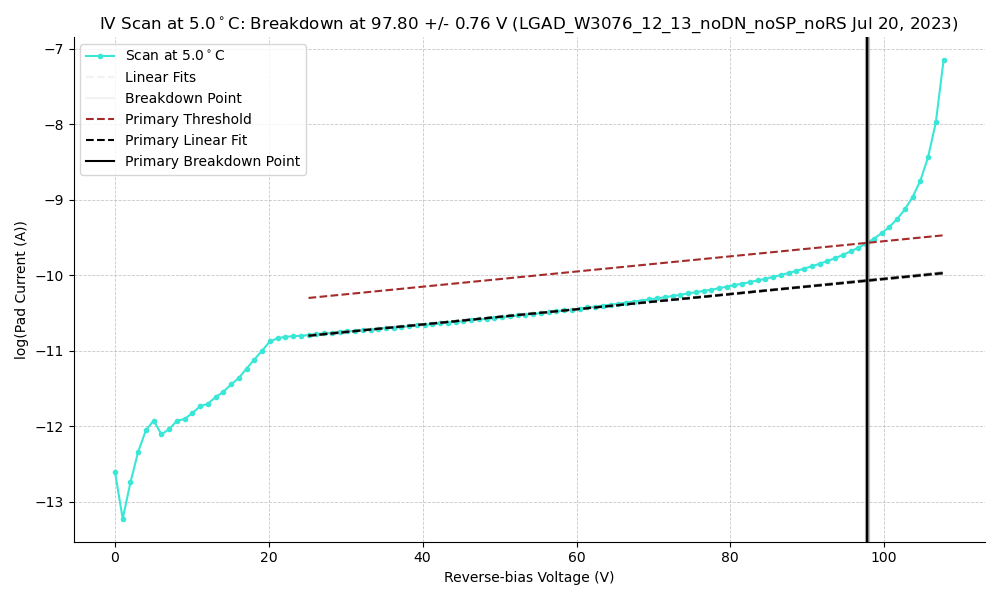 IV Scan at 5.0°C: Breakdown at 97.80 +/- 0.76 V (LGAD_W3076_12_13_noDN_noSP_noRS Jul 20, 2023)
Scan at 5.0°C
Linear Fits
Breakdown Point
Primary Threshold
Primary Linear Fit
Primary Breakdown Point
log(Pad Current (A))
−7
−8
−9
−10
−11
−12
−13
0 20 40 60 80 100
Reverse-bias Voltage (V)